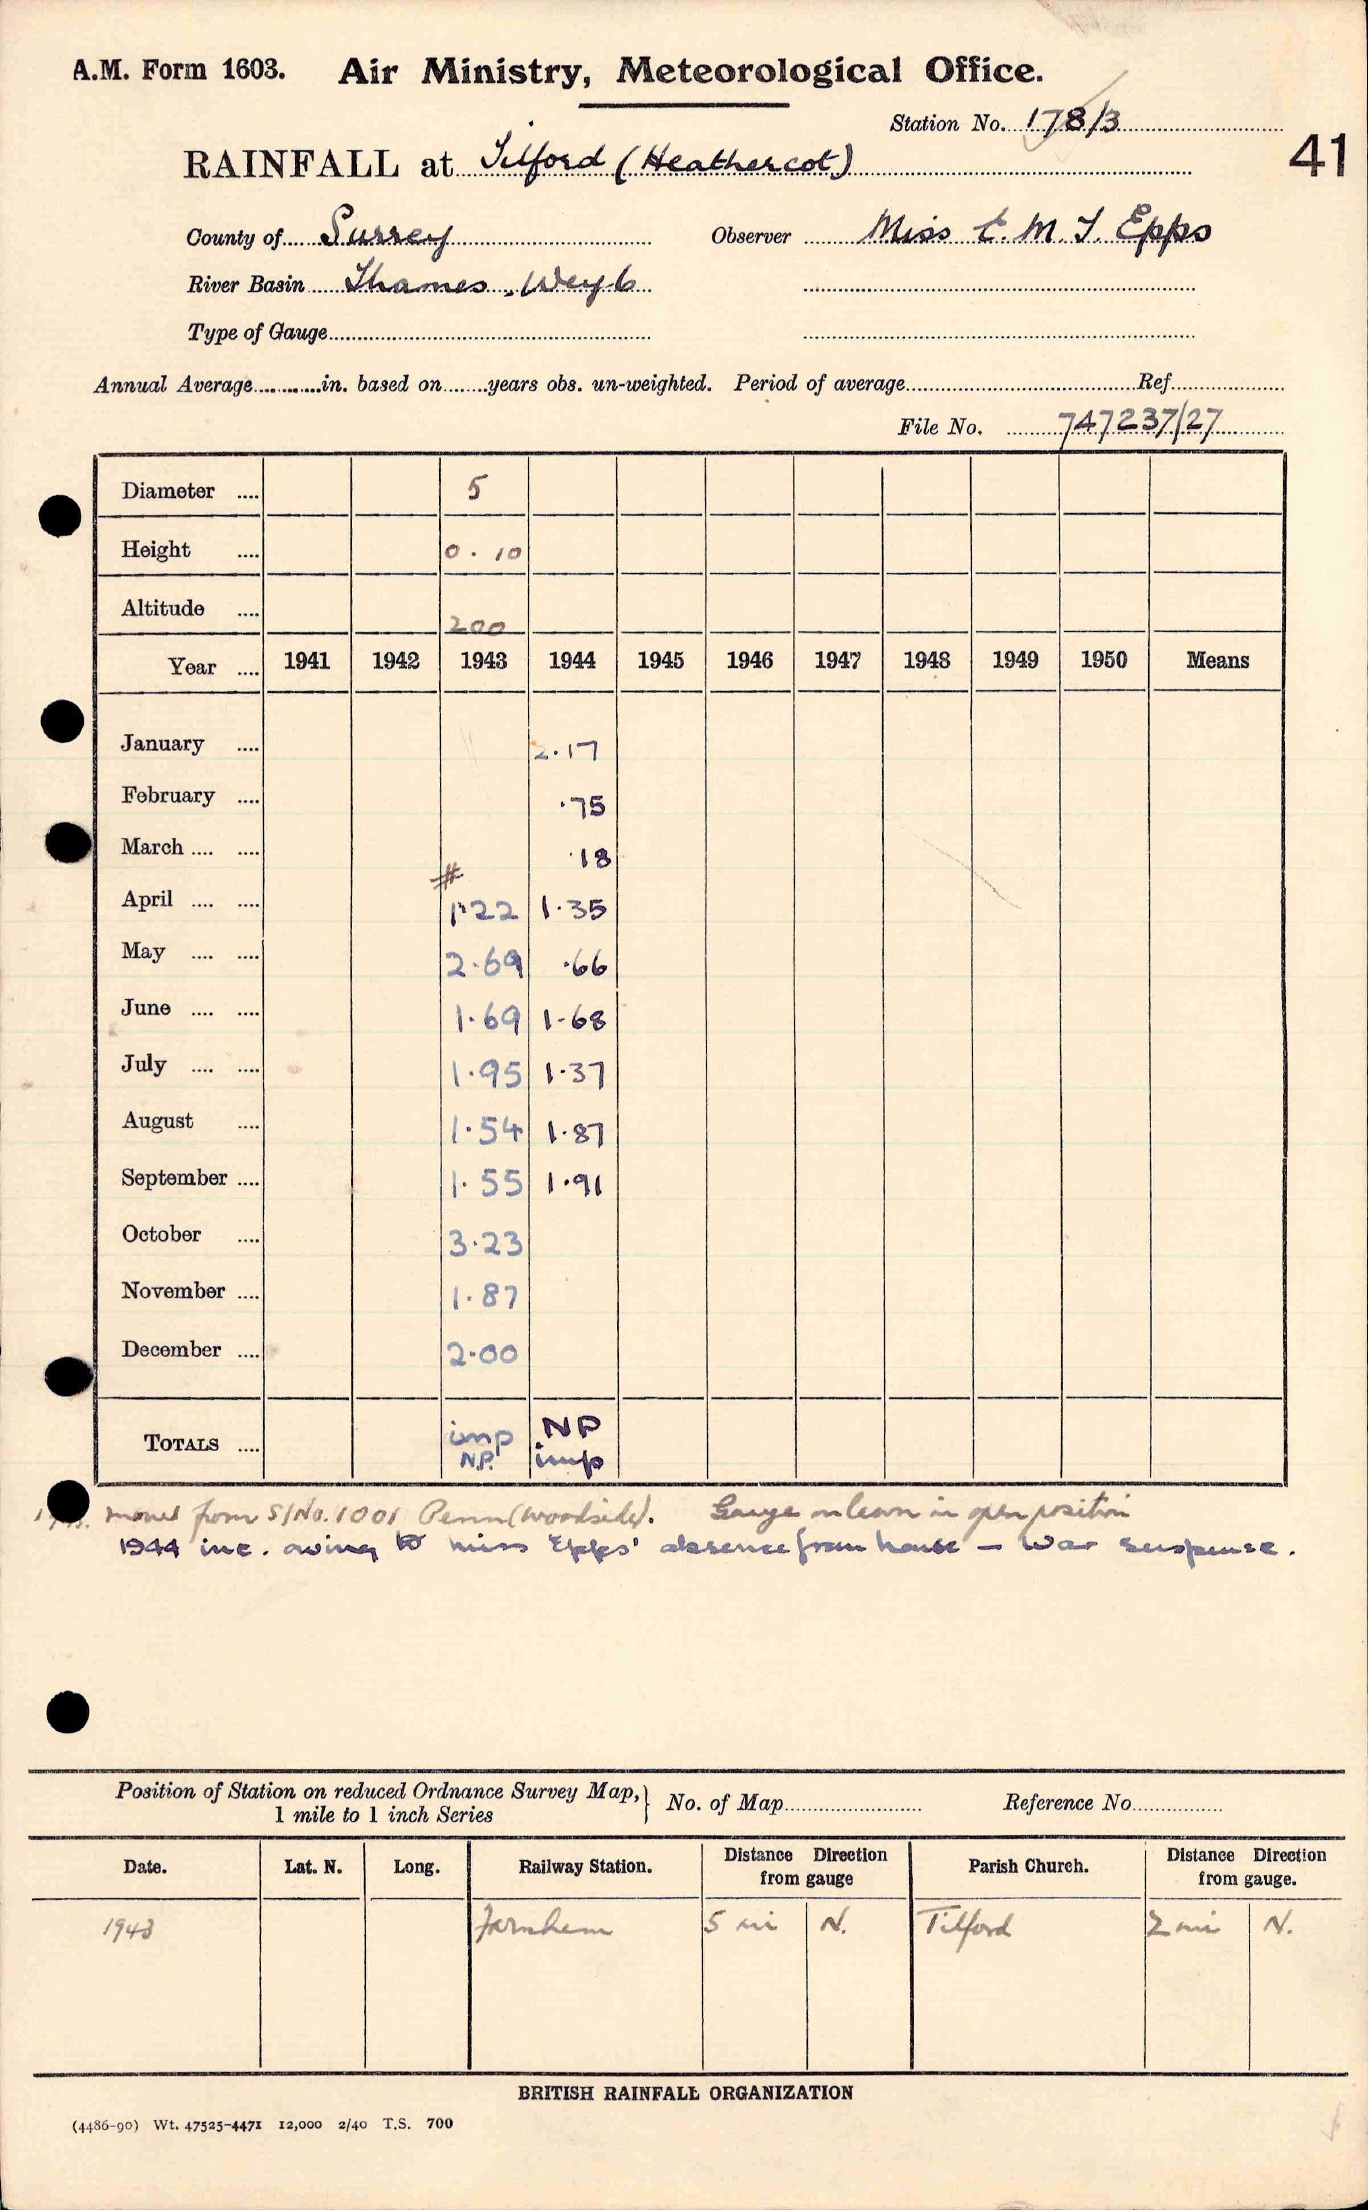 A.M. Form 1603. Air Ministry, Meteorological Office.
Station No. 178/3
41
RAINFALL at Tilford (Heathercot)
County of Surrey Observer Miss E. M. J. Epps
River Basin Thames. Wey 6
Type of Gauge
Annual Average in. based on years obs. un-weighted. Period of average Ref
File No. 747237/27
Diameter 5
Height 0.10
Altitude 200
Year 1941 1942 1943 1944 1945 1946 1947 1948 1949 1950 Means
January 2.17
February .75
March .18
#
April 1.22 1.35
May 2.69 .66
June 1.69 1.68
July 1.95 1.37
August 1.54 1.87
September 1.55 1.91
October 3.23
November 1.87
December 2.00
TOTALS imp NP
N.P. imp
moved from S/No. 1001 Penn (Woodside). Gauge on lawn in open position
1944 inc. owing to Miss Epps' absence from house – War suspense.
Position of Station on reduced Ordnance Survey Map, } No. of Map Reference No
1 mile to 1 inch Series
Date. Lat. N. Long. Railway Station. Distance from gauge Direction Parish Church. Distance from gauge. Direction
1943 Farnham 5 mi N. Tilford 2 mi N.
BRITISH RAINFALL ORGANIZATION
(4486-90) Wt. 47525-4471 12,000 2/40 T.S. 700